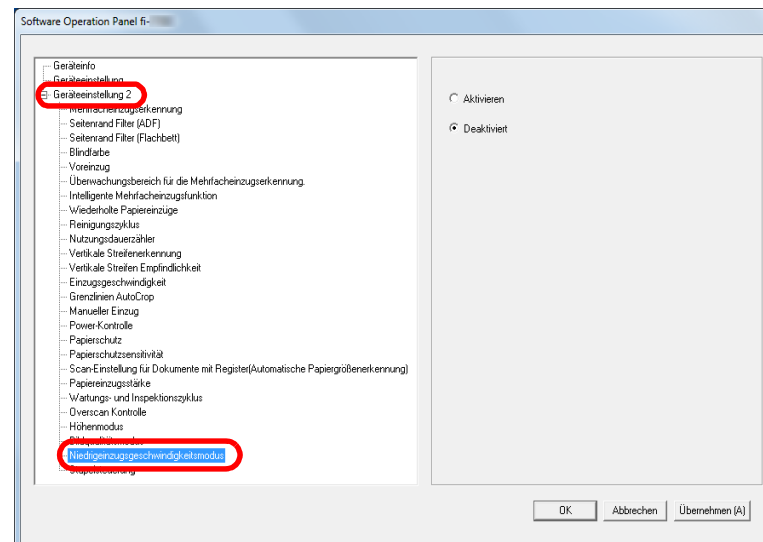 Software Operation Panel fi-
Geräteinfo
Geräteeinstellung
Geräteeinstellung 2
Mehrfacheinzugserkennung
Seitenrand Filter (ADF)
Seitenrand Filter (Flachbett)
Blindfarbe
Voreinzug
Überwachungsbereich für die Mehrfacheinzugserkennung.
Intelligente Mehrfacheinzugsfunktion
Wiederholte Papiereinzüge
Reinigungszyklus
Nutzungsdauerzähler
Vertikale Streifenerkennung
Vertikale Streifen Empfindlichkeit
Einzugsgeschwindigkeit
Grenzlinien AutoCrop
Manueller Einzug
Power-Kontrolle
Papierschutz
Papierschutzsensitivität
Scan-Einstellung für Dokumente mit Register(Automatische Papiergrößenerkennung)
Papiereinzugsstärke
Wartungs- und Inspektionszyklus
Overscan Kontrolle
Höhenmodus
Bildqualitätsmodus
Niedrigeinzugsgeschwindigkeitsmodus
Stapelsteuerung
Aktivieren
Deaktiviert
OK
Abbrechen
Übernehmen (A)